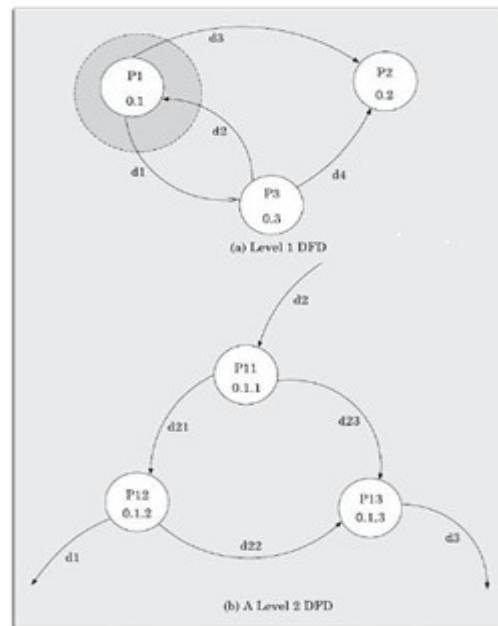 d3
P1
0.1
P2
0.2
d2
d1
P3
0.3
d4
(a) Level 1 DFD
d2
P11
0.1.1
d21
d23
P12
0.1.2
P13
0.1.3
d1
d22
d3
(b) A Level 2 DFD